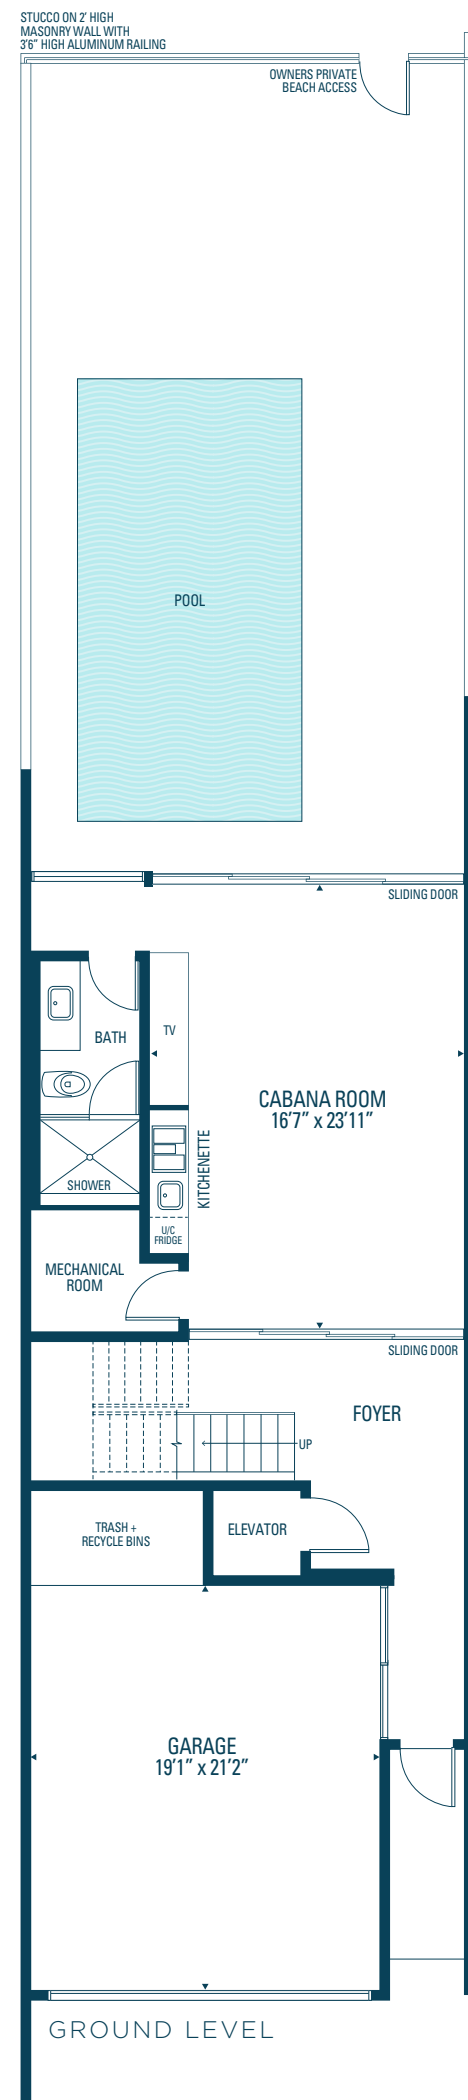 STUCCO ON 2' HIGH
MASONRY WALL WITH
3'6" HIGH ALUMINUM RAILING
OWNERS PRIVATE
BEACH ACCESS
POOL
SLIDING DOOR
TV
BATH
CABANA ROOM
16'7" x 23'11"
KITCHENETTE
SHOWER
U/C
FRIDGE
MECHANICAL
ROOM
SLIDING DOOR
FOYER
UP
TRASH +
RECYCLE BINS
ELEVATOR
GARAGE
19'1" x 21'2"
GROUND LEVEL